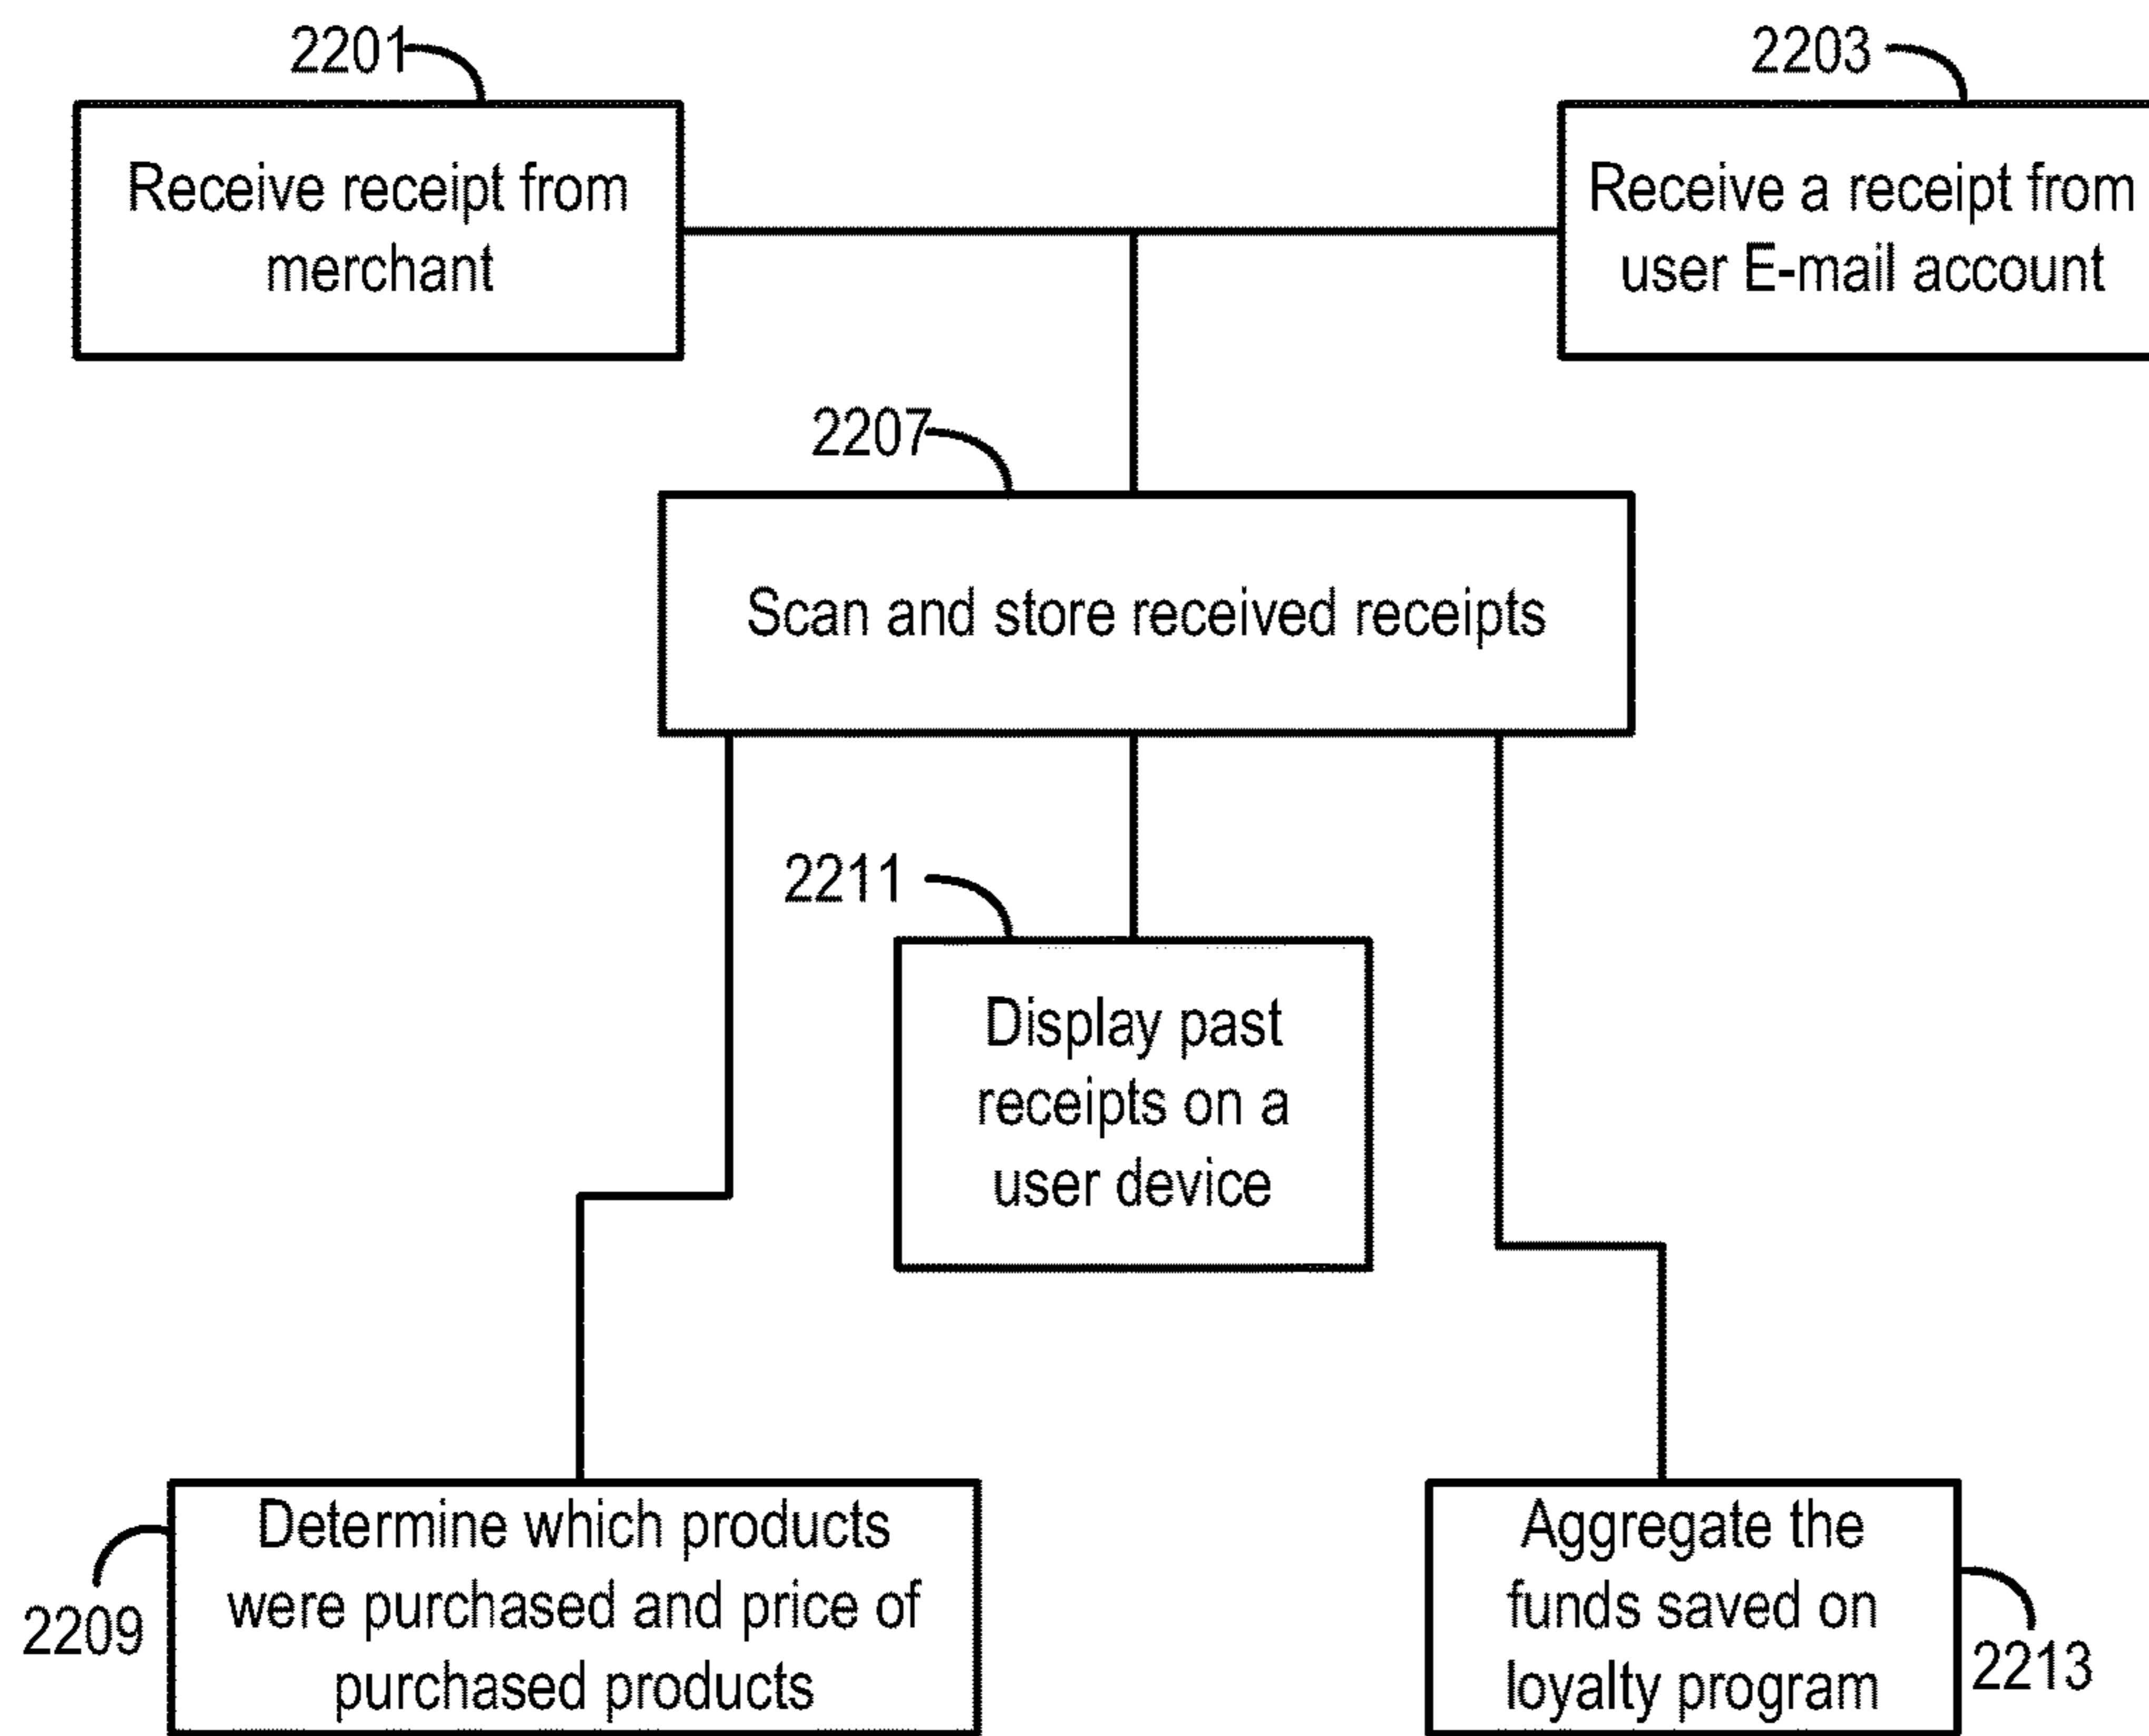 2201
2203
Receive receipt from
merchant
Receive a receipt from
user E-mail account
2207
Scan and store received receipts
2211
Display past
receipts on a
user device
Determine which products
were purchased and price of
purchased products
2209
Aggregate the
funds saved on
loyalty program
2213